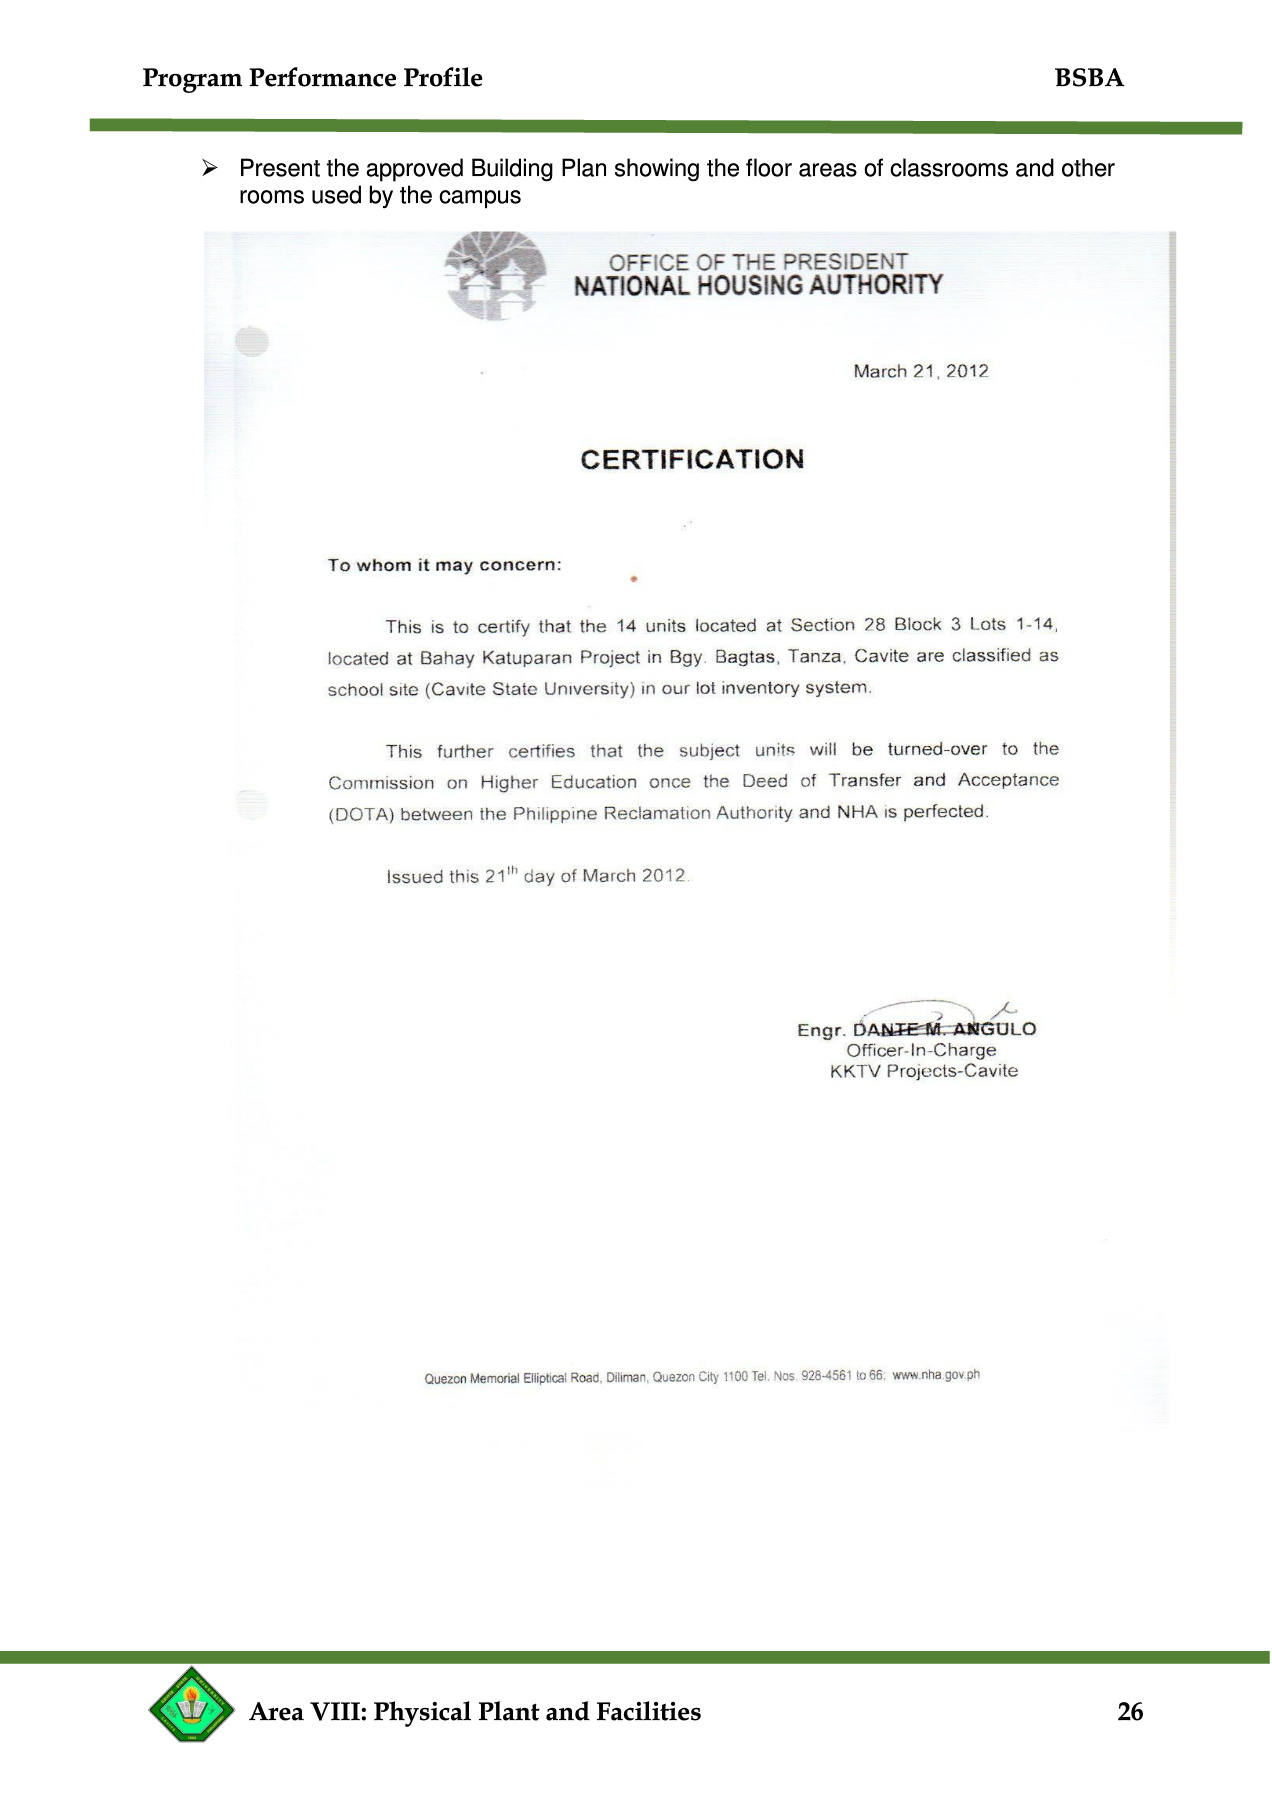 Program Performance Profile BSBA
➢ Present the approved Building Plan showing the floor areas of classrooms and other
rooms used by the campus
OFFICE OF THE PRESIDENT
NATIONAL HOUSING AUTHORITY
March 21, 2012
CERTIFICATION
To whom it may concern:
This is to certify that the 14 units located at Section 28 Block 3 Lots 1-14,
located at Bahay Katuparan Project in Bgy. Bagtas, Tanza, Cavite are classified as
school site (Cavite State University) in our lot inventory system.
This further certifies that the subject units will be turned-over to the
Commission on Higher Education once the Deed of Transfer and Acceptance
(DOTA) between the Philippine Reclamation Authority and NHA is perfected.
Issued this 21th day of March 2012.
Engr. DANTE M. ANGULO
Officer-In-Charge
KKTV Projects-Cavite
Quezon Memorial Elliptical Road, Diliman, Quezon City 1100 Tel. Nos. 928-4561 to 66; www.nha.gov.ph
Area VIII: Physical Plant and Facilities 26